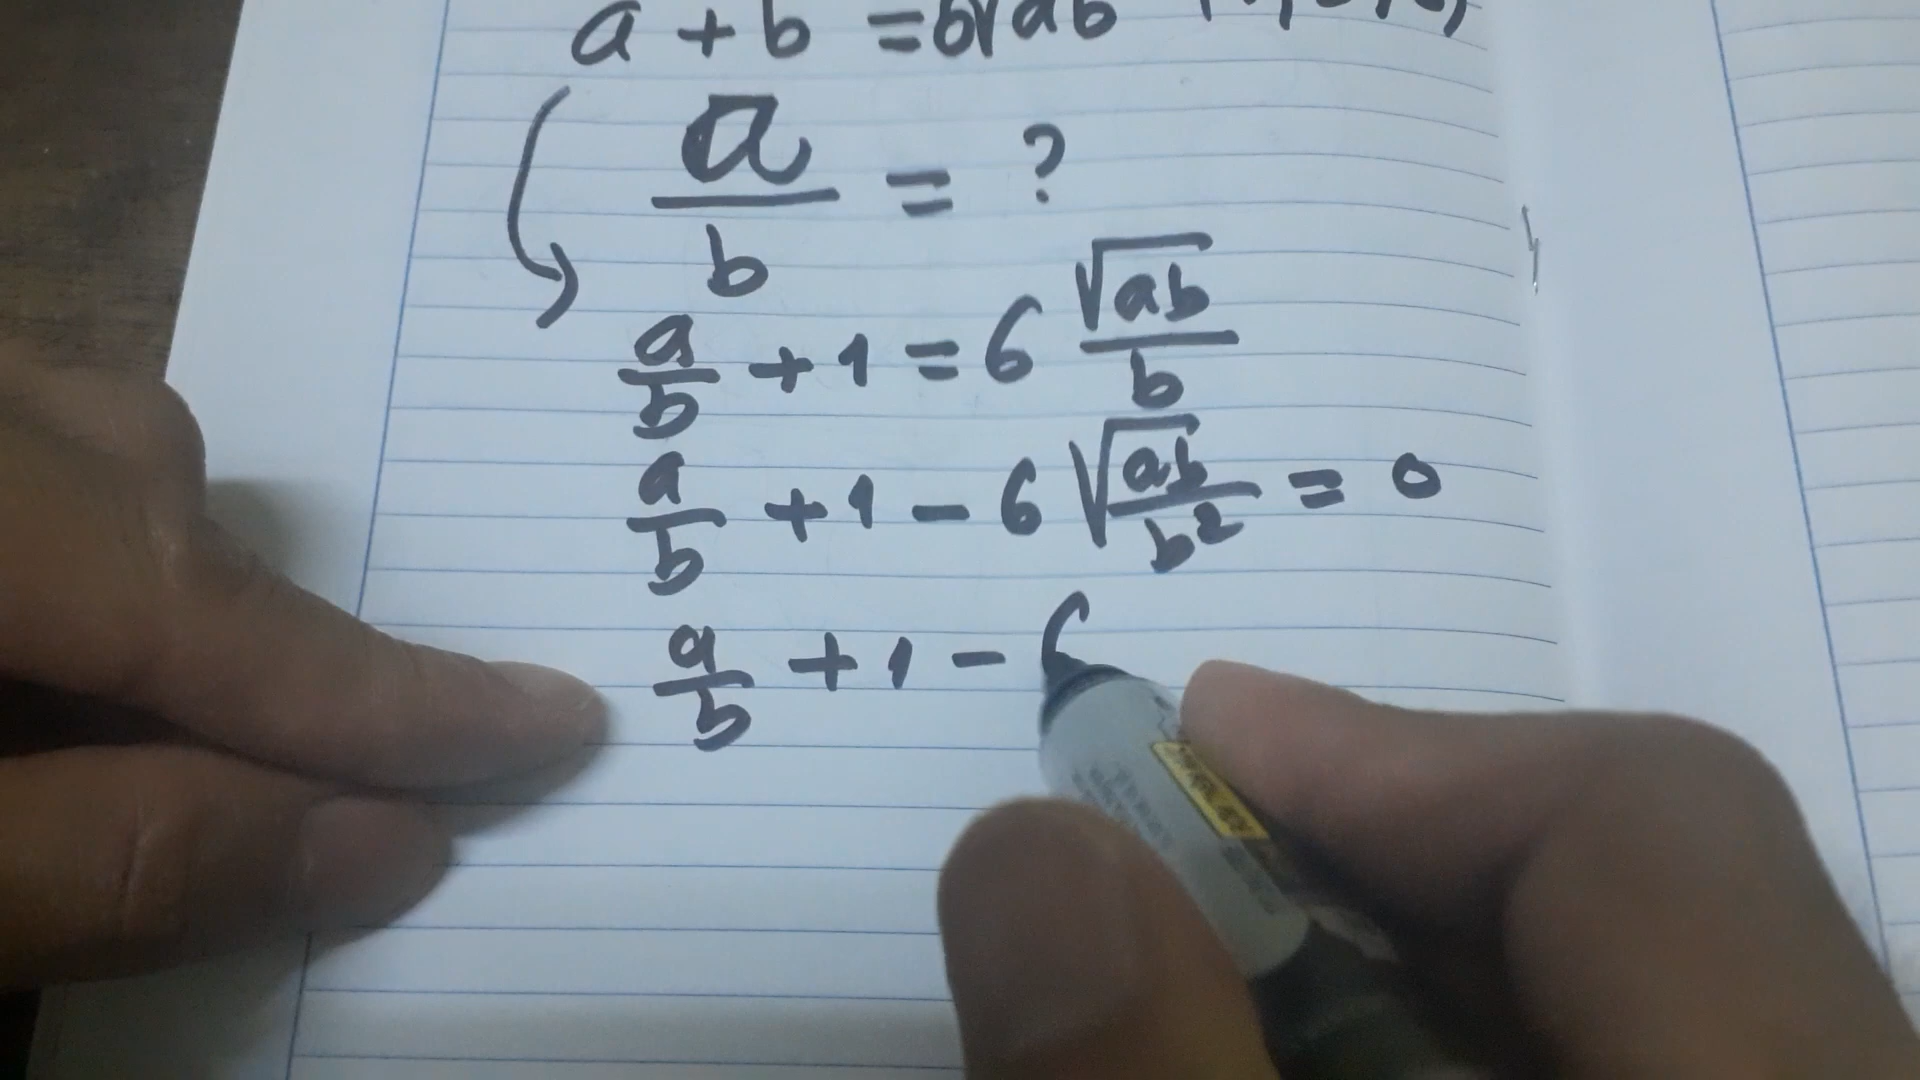 a + b = 6√ab
a/b = ?
a/b + 1 = 6 √ab/b
a/b + 1 - 6 √(ab/b²) = 0
a/b + 1 - 6